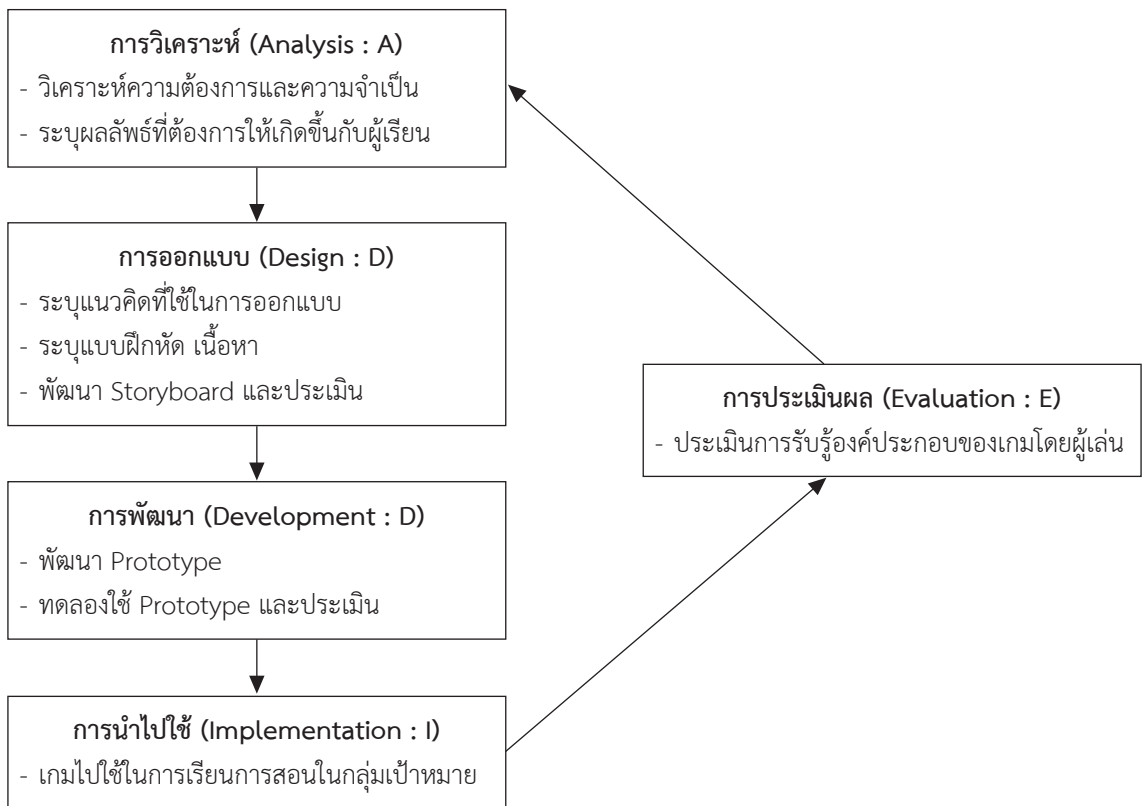 การวิเคราะห์ (Analysis : A)
- วิเคราะห์ความต้องการและความจำเป็น
- ระบุผลลัพธ์ที่ต้องการให้เกิดขึ้นกับผู้เรียน
การออกแบบ (Design : D)
- ระบุแนวคิดที่ใช้ในการออกแบบ
- ระบุแบบฝึกหัด เนื้อหา
- พัฒนา Storyboard และประเมิน
การประเมินผล (Evaluation : E)
- ประเมินการรับรู้องค์ประกอบของเกมโดยผู้เล่น
การพัฒนา (Development : D)
- พัฒนา Prototype
- ทดลองใช้ Prototype และประเมิน
การนำไปใช้ (Implementation : I)
- เกมไปใช้ในการเรียนการสอนในกลุ่มเป้าหมาย